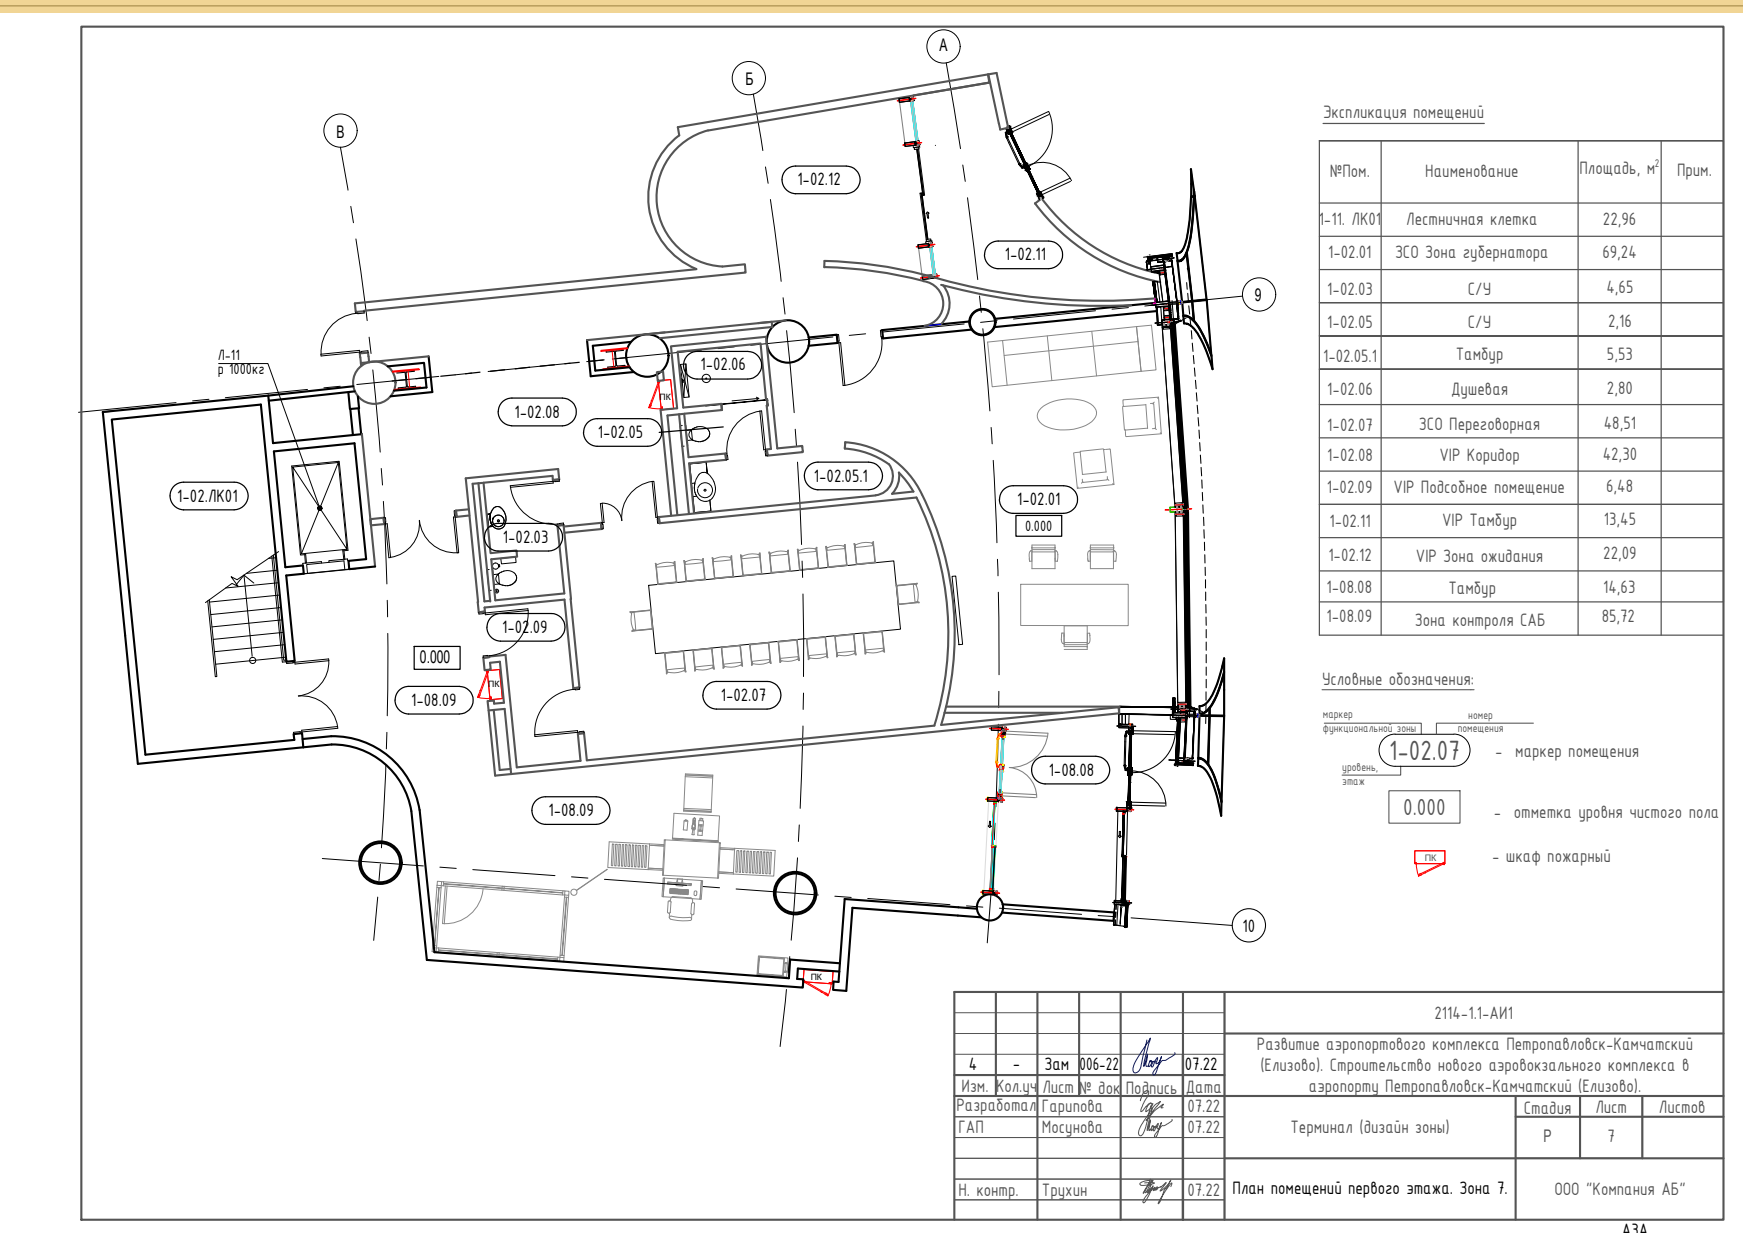 А
Б
В
1-02.12
1-02.11
9
Л-11
р 1000кг
1-02.06
ПК
1-02.08
1-02.05
1-02.05.1
1-02.ЛК01
1-02.01
0.000
1-02.03
1-02.09
0.000
ПК
1-08.09
1-02.07
1-08.08
1-08.09
10
ПК
Экспликация помещений
№Пом. Наименование Площадь, м² Прим.
1-11. ЛК01 Лестничная клетка 22,96
1-02.01 ЗСО Зона губернатора 69,24
1-02.03 С/У 4,65
1-02.05 С/У 2,16
1-02.05.1 Тамбур 5,53
1-02.06 Душевая 2,80
1-02.07 ЗСО Переговорная 48,51
1-02.08 VIP Коридор 42,30
1-02.09 VIP Подсобное помещение 6,48
1-02.11 VIP Тамбур 13,45
1-02.12 VIP Зона ожидания 22,09
1-08.08 Тамбур 14,63
1-08.09 Зона контроля САБ 85,72
Условные обозначения:
маркер
функциональной зоны
номер
помещения
1-02.07 - маркер помещения
уровень,
этаж
0.000 - отметка уровня чистого пола
ПК - шкаф пожарный
2114-1.1-АИ1
Развитие аэропортового комплекса Петропавловск-Камчатский
(Елизово). Строительство нового аэровокзального комплекса в
аэропорту Петропавловск-Камчатский (Елизово).
4 - Зам 006-22 07.22
Изм. Кол.уч Лист № док Подпись Дата
Разработал Гарипова 07.22
ГАП Мосунова 07.22
Н. контр. Трухин 07.22
Терминал (дизайн зоны)
Стадия Лист Листов
Р 7
План помещений первого этажа. Зона 7.
ООО "Компания АБ"
А3А